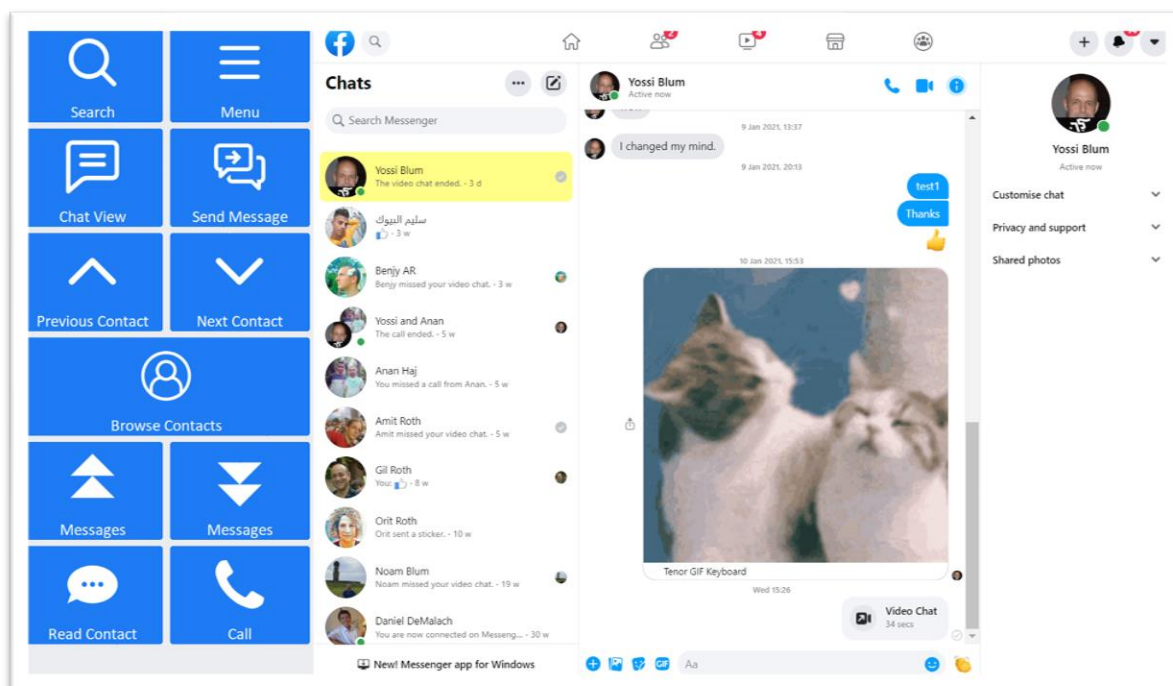 Search
Menu
Chat View
Send Message
Previous Contact
Next Contact
Browse Contacts
Messages
Messages
Read Contact
Call
Chats
Search Messenger
Yossi Blum
The video chat ended. - 3 d
سليم النبوك
- 3 w
Benjy AR
Benjy missed your video chat. - 3 w
Yossi and Anan
The call ended. - 5 w
Anan Haj
You missed a call from Anan. - 5 w
Amit Roth
Amit missed your video chat. - 5 w
Gil Roth
You: 👍 - 8 w
Orit Roth
Orit sent a sticker. - 10 w
Noam Blum
Noam missed your video chat. - 19 w
Daniel DeMalach
You are now connected on Messeng... - 30 w
New! Messenger app for Windows
2
4
Yossi Blum
Active now
9 Jan 2021, 13:37
I changed my mind.
9 Jan 2021, 20:13
test1
Thanks
10 Jan 2021, 15:53
Tenor GIF Keyboard
Wed 15:26
Video Chat
34 secs
GIF
Aa
Yossi Blum
Active now
Customise chat
Privacy and support
Shared photos